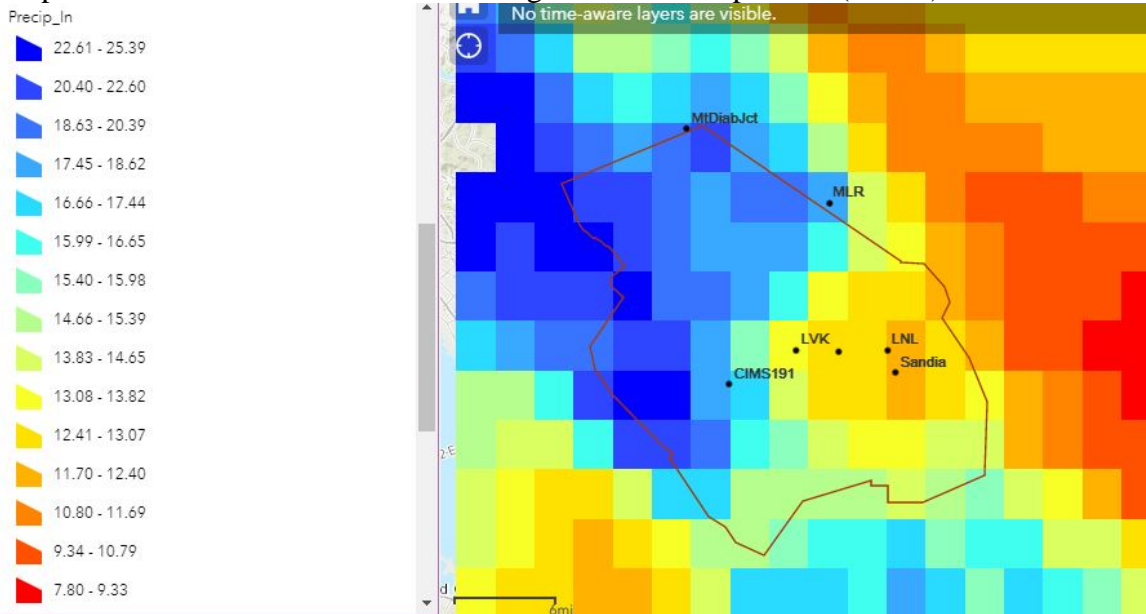 Precip_In
22.61 - 25.39
20.40 - 22.60
18.63 - 20.39
17.45 - 18.62
16.66 - 17.44
15.99 - 16.65
15.40 - 15.98
14.66 - 15.39
13.83 - 14.65
13.08 - 13.82
12.41 - 13.07
11.70 - 12.40
10.80 - 11.69
9.34 - 10.79
7.80 - 9.33
No time-aware layers are visible.
MtDiabJct
MLR
LVK
LNL
Sandia
CIMS191
6mi